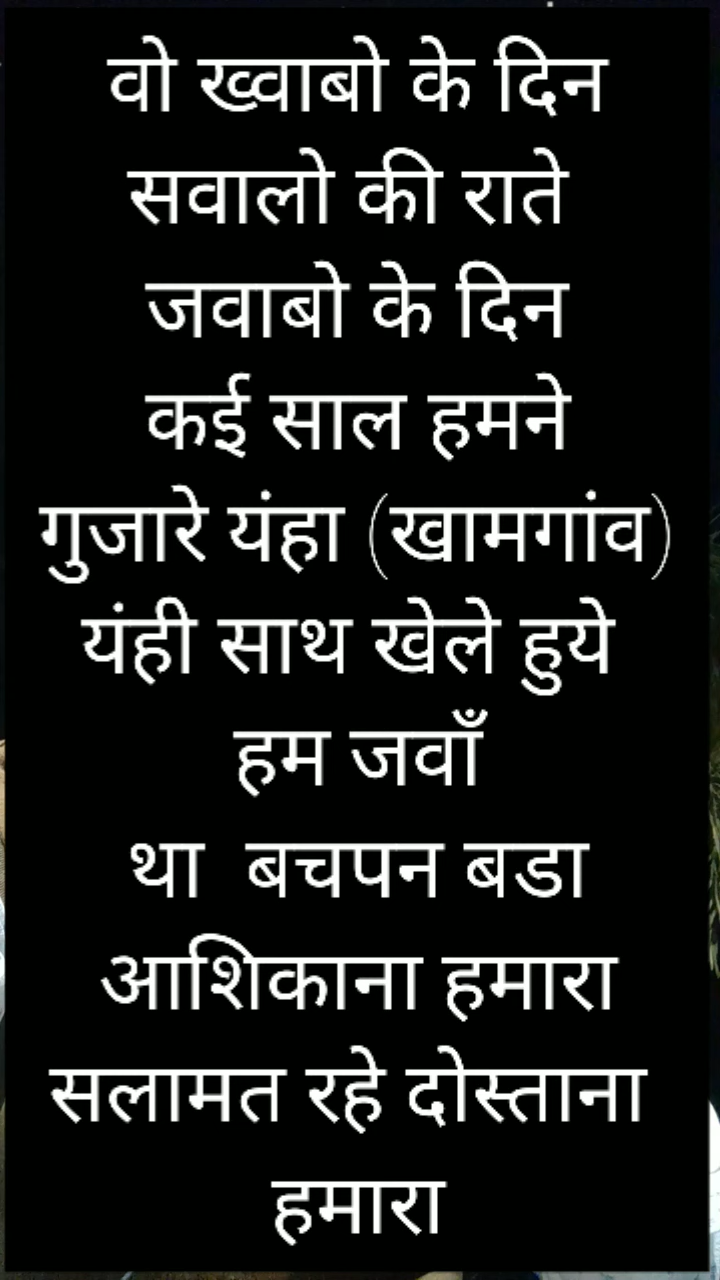 वो ख्वाबो के दिन
सवालो की राते
जवाबो के दिन
कई साल हमने
गुजारे यंहा (खामगांव)
यंही साथ खेले हुये
हम जवाँ
था बचपन बडा
आशिकाना हमारा
सलामत रहे दोस्ताना
हमारा